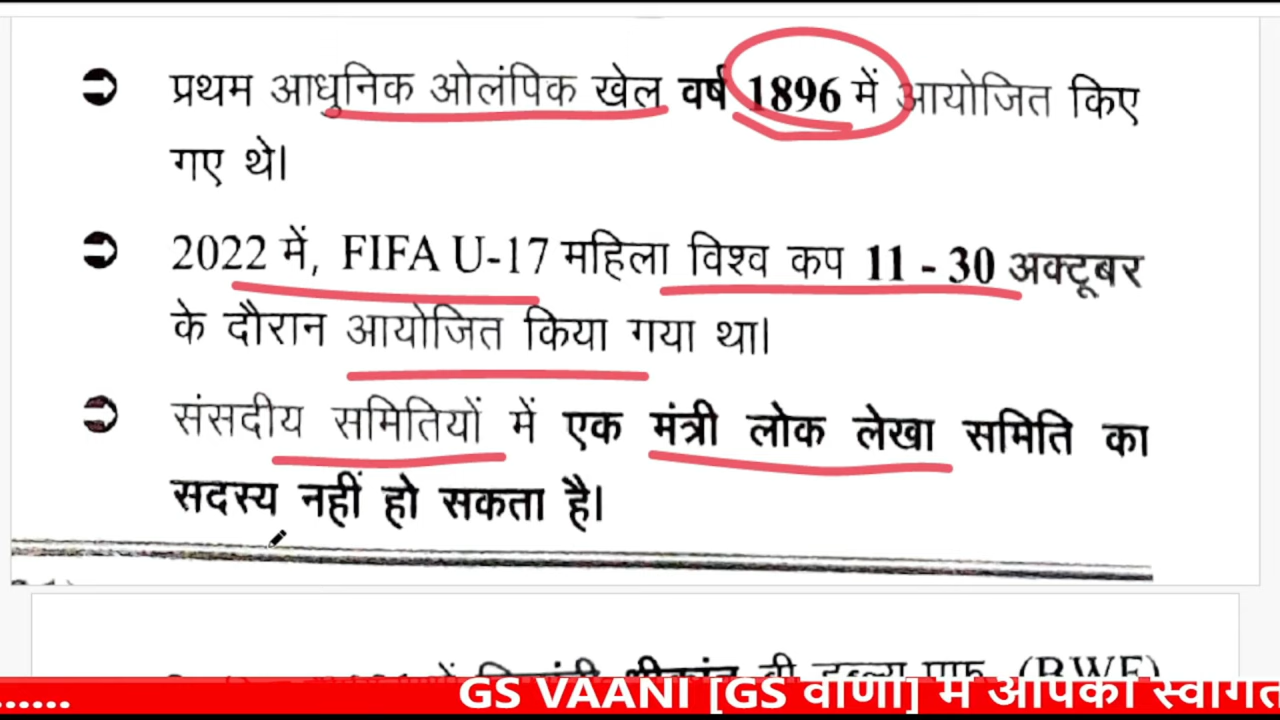 ➲ प्रथम आधुनिक ओलंपिक खेल वर्ष 1896 में आयोजित किए
गए थे।
➲ 2022 में, FIFA U-17 महिला विश्व कप 11 - 30 अक्टूबर
के दौरान आयोजित किया गया था।
➲ संसदीय समितियों में एक मंत्री लोक लेखा समिति का
सदस्य नहीं हो सकता है।
(BWF)
...... GS VAANI [GS वाणी] में आपका स्वागत